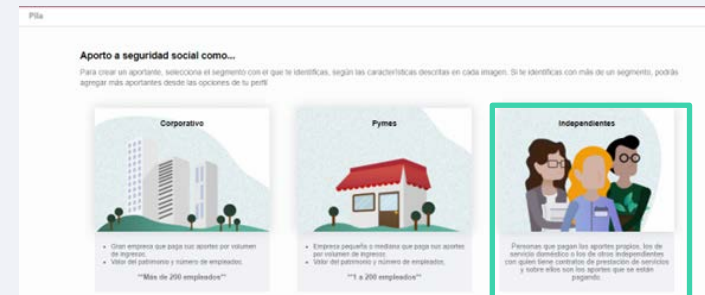 Pila
Aporto a seguridad social como...
Para crear un aportante, selecciona el segmento con el que te identificas, según las características descritas en cada imagen. Si te identificas con más de un segmento, podrás
agregar más aportantes desde las opciones de tu perfil
Corporativo
Pymes
Independientes
• Gran empresa que paga sus aportes por volumen
de ingresos.
• Valor del patrimonio y número de empleados.
**Más de 200 empleados**
• Empresa pequeña o mediana que paga sus aportes
por volumen de ingresos.
• Valor del patrimonio y número de empleados.
**1 a 200 empleados**
Personas que pagan los aportes propios, los de
servicio doméstico o los de otros independientes
con quien tiene contratos de prestación de servicios
y sobre ellos son los aportes que se están
pagando.